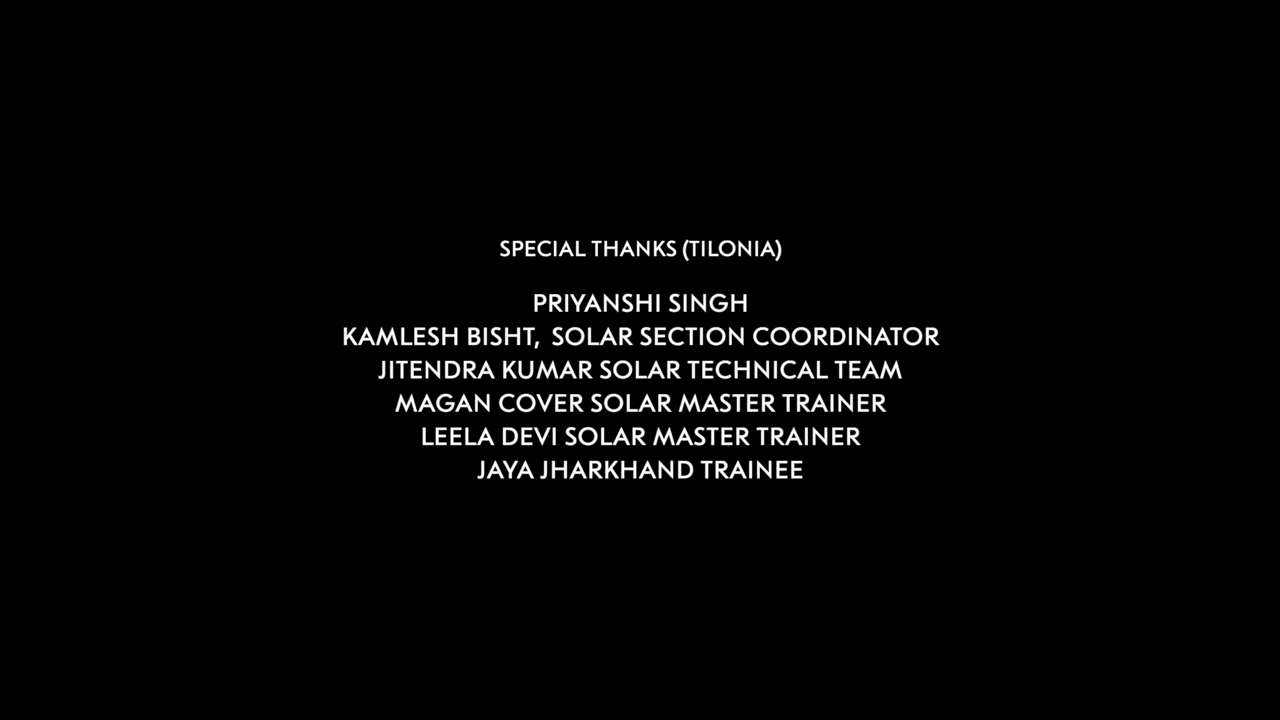 SPECIAL THANKS (TILONIA)
PRIYANSHI SINGH
KAMLESH BISHT,  SOLAR SECTION COORDINATOR
JITENDRA KUMAR SOLAR TECHNICAL TEAM
MAGAN COVER SOLAR MASTER TRAINER
LEELA DEVI SOLAR MASTER TRAINER
JAYA JHARKHAND TRAINEE